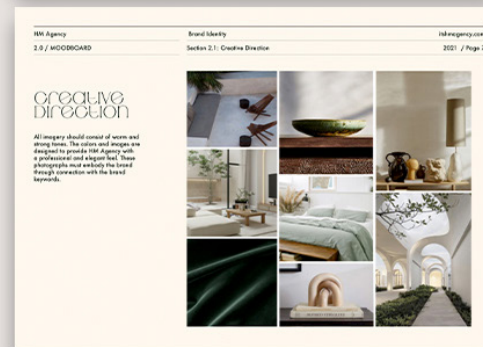 HM Agency
Brand Identity
itshmagency.com
2.0 / MOODBOARD
Section 2.1: Creative Direction
2021 / Page
Creative
Direction
All imagery should consist of warm and
strong tones. The colors and images are
designed to provide HM Agency with
a professional and elegant feel. These
photographs must embody the brand
through connection with the brand
keywords.